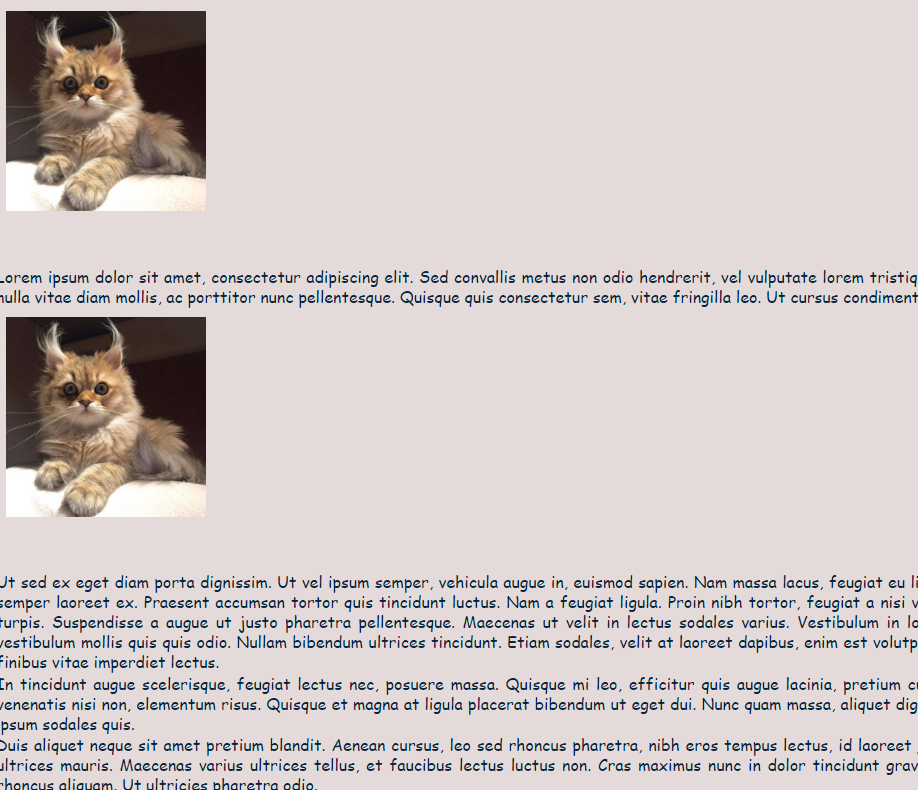 Lorem ipsum dolor sit amet, consectetur adipiscing elit. Sed convallis metus non odio hendrerit, vel vulputate lorem
nulla vitae diam mollis, ac porttitor nunc pellentesque. Quisque quis consectetur sem, vitae fringilla leo. Ut cursus
Ut sed ex eget diam porta dignissim. Ut vel ipsum semper, vehicula augue in, euismod sapien. Nam massa lacus, feugiat eu
semper laoreet ex. Praesent accumsan tortor quis tincidunt luctus. Nam a feugiat ligula. Proin nibh tortor, feugiat a nisi
turpis. Suspendisse a augue ut justo pharetra pellentesque. Maecenas ut velit in lectus sodales varius. Vestibulum in
vestibulum mollis quis quis odio. Nullam bibendum ultrices tincidunt. Etiam sodales, velit at laoreet dapibus, enim est
finibus vitae imperdiet lectus.
In tincidunt augue scelerisque, feugiat lectus nec, posuere massa. Quisque mi leo, efficitur quis augue lacinia, pretium
venenatis nisi non, elementum risus. Quisque et magna at ligula placerat bibendum ut eget dui. Nunc quam massa, aliquet
ipsum sodales quis.
Duis aliquet neque sit amet pretium blandit. Aenean cursus, leo sed rhoncus pharetra, nibh eros tempus lectus, id laoreet
ultrices mauris. Maecenas varius ultrices tellus, et faucibus lectus luctus non. Cras maximus nunc in dolor tincidunt
rhoncus aliquam. Ut ultricies pharetra odio.